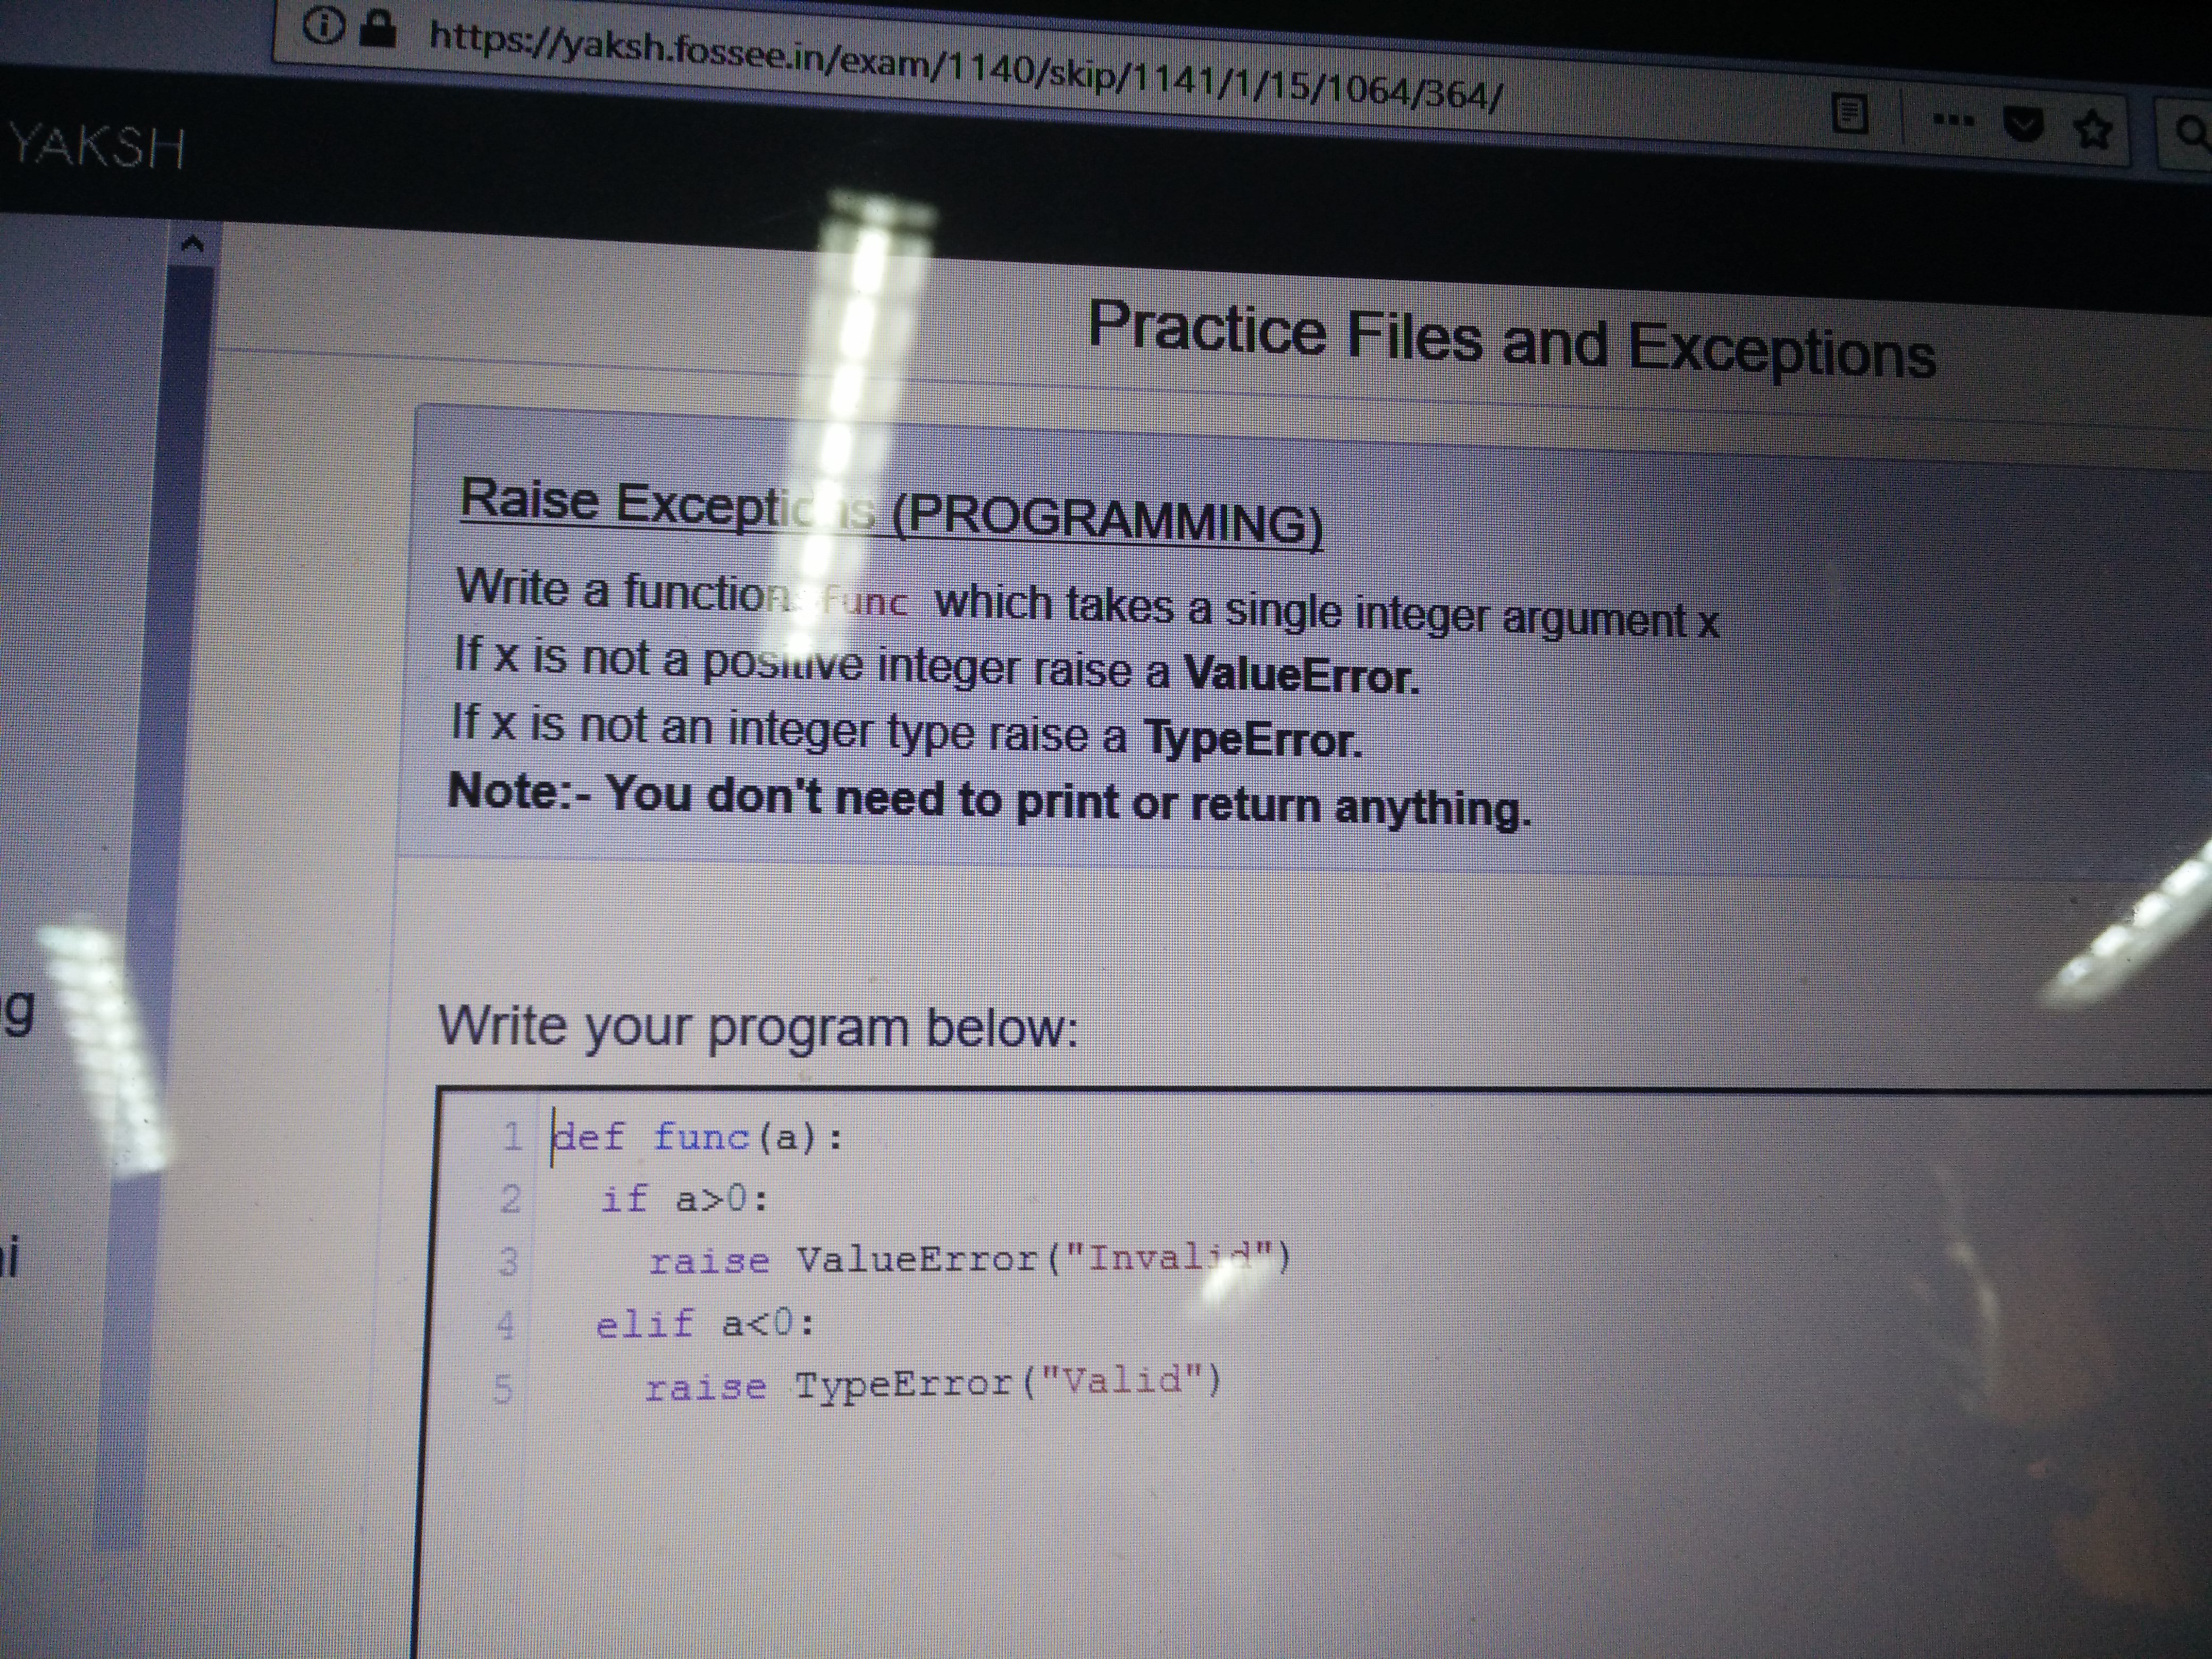 https://yaksh.fossee.in/exam/1140/skip/1141/1/15/1064/364/
YAKSH
Practice Files and Exceptions
Raise Exceptions (PROGRAMMING)
Write a function func which takes a single integer argument x
If x is not a positive integer raise a ValueError.
If x is not an integer type raise a TypeError.
Note:- You don't need to print or return anything.
g
i
Write your program below:
1 def func(a):
2 if a>0:
3 raise ValueError("Invalid")
4 elif a<0:
5 raise TypeError("Valid")